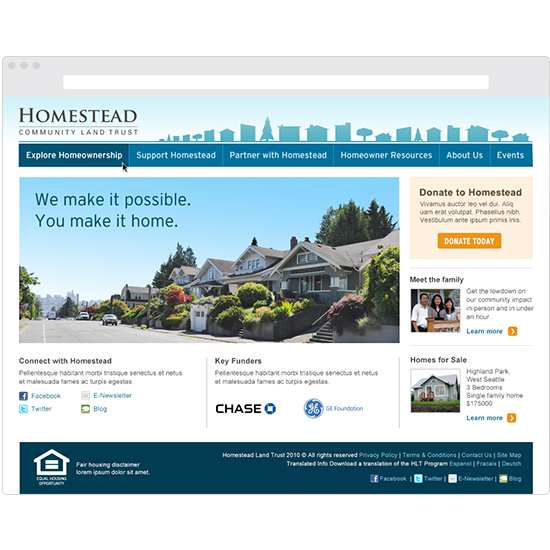 HOMESTEAD
COMMUNITY LAND TRUST
Explore Homeownership Support Homestead Partner with Homestead Homeowner Resources About Us Events
We make it possible.
You make it home.
Donate to Homestead
Vivamus auctor leo vel dui. Aliq
uam erat volutpat. Phasellus nibh.
Vestibulum ante ipsum primis inis.
DONATE TODAY
Meet the family
Get the lowdown on
our community impact
in-person and in under
an hour.
Learn more
Connect with Homestead
Pellentesque habitant morbi tristique senectus et netus
et malesuada fames ac turpis egestas.
Facebook E-Newsletter
Twitter Blog
Key Funders
Pellentesque habitant morbi tristique senectus et netus
et malesuada fames ac turpis egestas.
CHASE GE Foundation
Homes for Sale
Highland Park,
West Seattle
3 Bedrooms
Single family home
$175000
Learn more
EQUAL HOUSING
OPPORTUNITY
Fair housing disclaimer
lorem ipsum dolor sit amet.
Homestead Land Trust 2010 © All rights reserved Privacy Policy | Terms & Conditions | Contact Us | Site Map
Translated Info Download a translation of the HLT Program Espanol | Fracais | Deutch
Facebook | Twitter | E-Newsletter | Blog